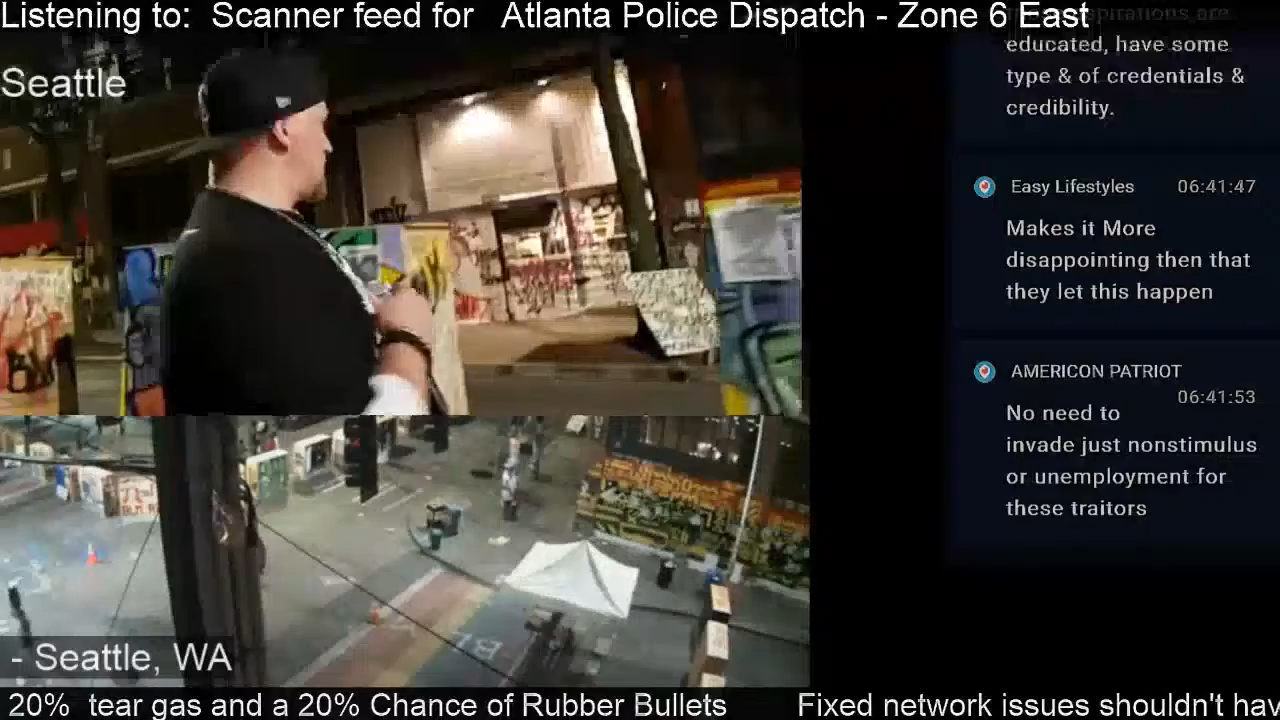 Listening to:  Scanner feed for   Atlanta Police Dispatch - Zone 6 East
Seattle
educated, have some
type & of credentials &
credibility.
Easy Lifestyles 06:41:47
Makes it More
disappointing then that
they let this happen
AMERICON PATRIOT
06:41:53
No need to
invade just nonstimulus
or unemployment for
these traitors
- Seattle, WA
20%  tear gas and a 20% Chance of Rubber Bullets Fixed network issues shouldn't hav